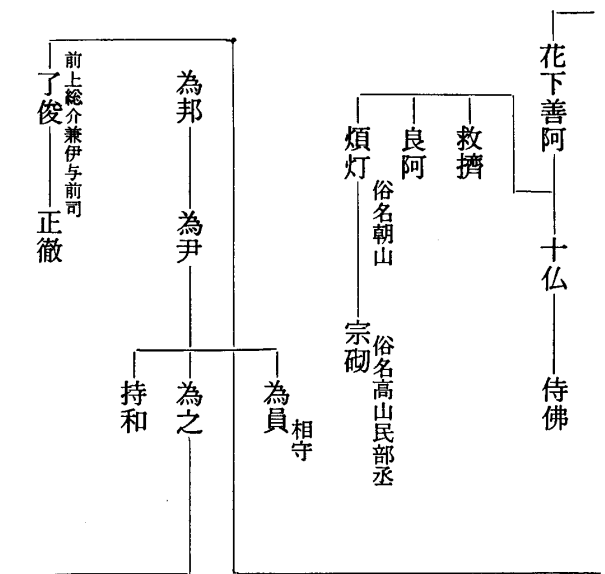 花下善阿
十仏
侍佛
救擠
良阿
煩灯
俗名朝山
宗砌
俗名高山民部丞
為邦
為尹
為員
相守
為之
持和
前上総介兼伊与前司
了俊
正徹